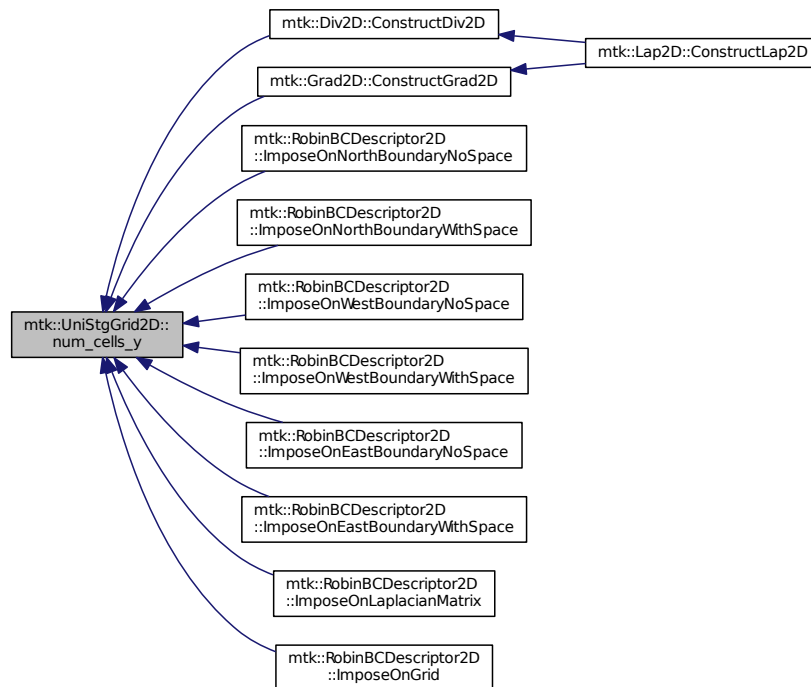 mtk::Div2D::ConstructDiv2D
mtk::Lap2D::ConstructLap2D
mtk::Grad2D::ConstructGrad2D
mtk::RobinBCDescriptor2D
::ImposeOnNorthBoundaryNoSpace
mtk::RobinBCDescriptor2D
::ImposeOnNorthBoundaryWithSpace
mtk::RobinBCDescriptor2D
::ImposeOnWestBoundaryNoSpace
mtk::UniStgGrid2D::
num_cells_y
mtk::RobinBCDescriptor2D
::ImposeOnWestBoundaryWithSpace
mtk::RobinBCDescriptor2D
::ImposeOnEastBoundaryNoSpace
mtk::RobinBCDescriptor2D
::ImposeOnEastBoundaryWithSpace
mtk::RobinBCDescriptor2D
::ImposeOnLaplacianMatrix
mtk::RobinBCDescriptor2D
::ImposeOnGrid